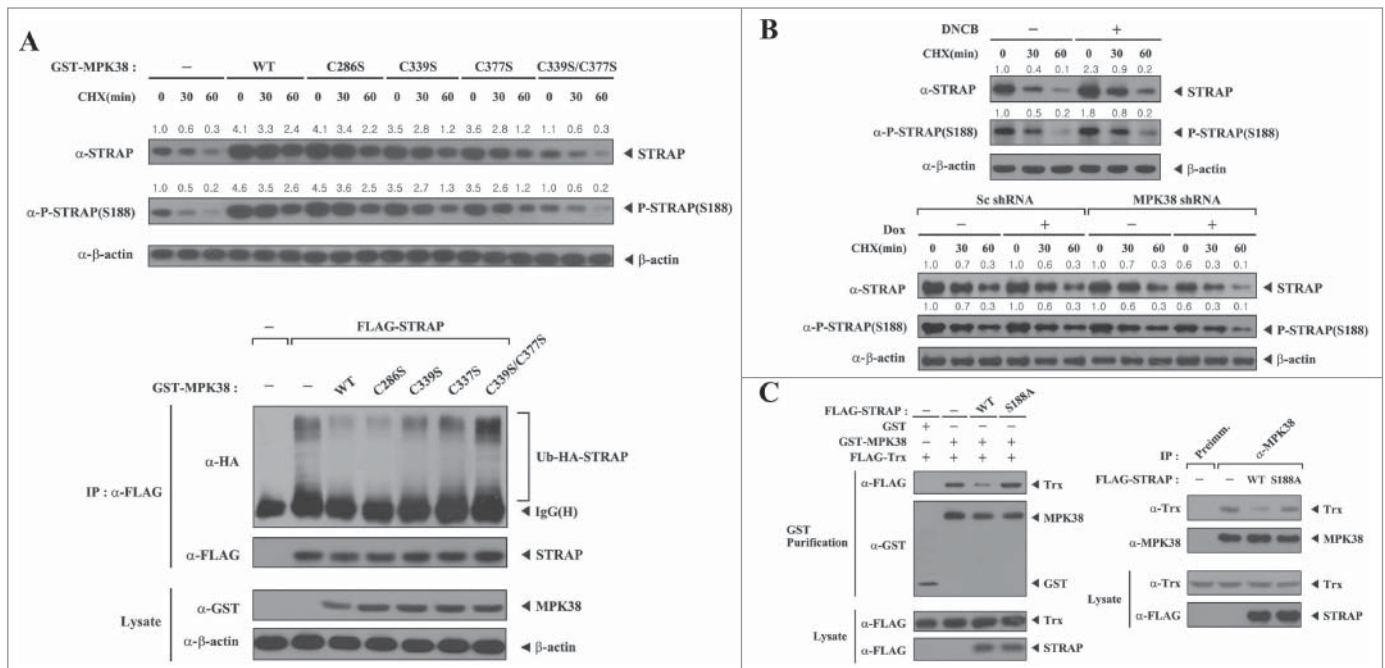 A
GST-MPK38 : – WT C286S C339S C377S C339S/C377S
CHX(min) 0 30 60 0 30 60 0 30 60 0 30 60 0 30 60 0 30 60
1.0 0.6 0.3 4.1 3.3 2.4 4.1 3.4 2.2 3.5 2.8 1.2 3.6 2.8 1.2 1.1 0.6 0.3
α-STRAP ◄ STRAP
1.0 0.5 0.2 4.6 3.5 2.6 4.5 3.6 2.5 3.5 2.7 1.3 3.5 2.6 1.2 1.0 0.6 0.2
α-P-STRAP(S188) ◄ P-STRAP(S188)
α-β-actin ◄ β-actin
– FLAG-STRAP
GST-MPK38 : – – WT C286S C339S C337S C339S/C377S
α-HA Ub-HA-STRAP
IP : α-FLAG
◄ IgG(H)
α-FLAG ◄ STRAP
Lysate
α-GST ◄ MPK38
α-β-actin ◄ β-actin
B
DNCB – +
CHX(min) 0 30 60 0 30 60
1.0 0.4 0.1 2.3 0.9 0.2
α-STRAP ◄ STRAP
1.0 0.5 0.2 1.8 0.8 0.2
α-P-STRAP(S188) ◄ P-STRAP(S188)
α-β-actin ◄ β-actin
Sc shRNA MPK38 shRNA
Dox – + – +
CHX(min) 0 30 60 0 30 60 0 30 60 0 30 60
1.0 0.7 0.3 1.0 0.6 0.3 1.0 0.7 0.3 0.6 0.3 0.1
α-STRAP ◄ STRAP
1.0 0.7 0.3 1.0 0.6 0.3 1.0 0.6 0.3 0.6 0.3 0.1
α-P-STRAP(S188) ◄ P-STRAP(S188)
α-β-actin ◄ β-actin
C
FLAG-STRAP : – – WT S188A
GST + – – –
GST-MPK38 – + + +
FLAG-Trx + + + +
GST Purification
α-FLAG ◄ Trx
α-GST ◄ MPK38
◄ GST
Lysate
α-FLAG ◄ Trx
α-FLAG ◄ STRAP
IP : Preimm. α-MPK38
FLAG-STRAP : – – WT S188A
α-Trx ◄ Trx
α-MPK38 ◄ MPK38
Lysate
α-Trx ◄ Trx
α-FLAG ◄ STRAP